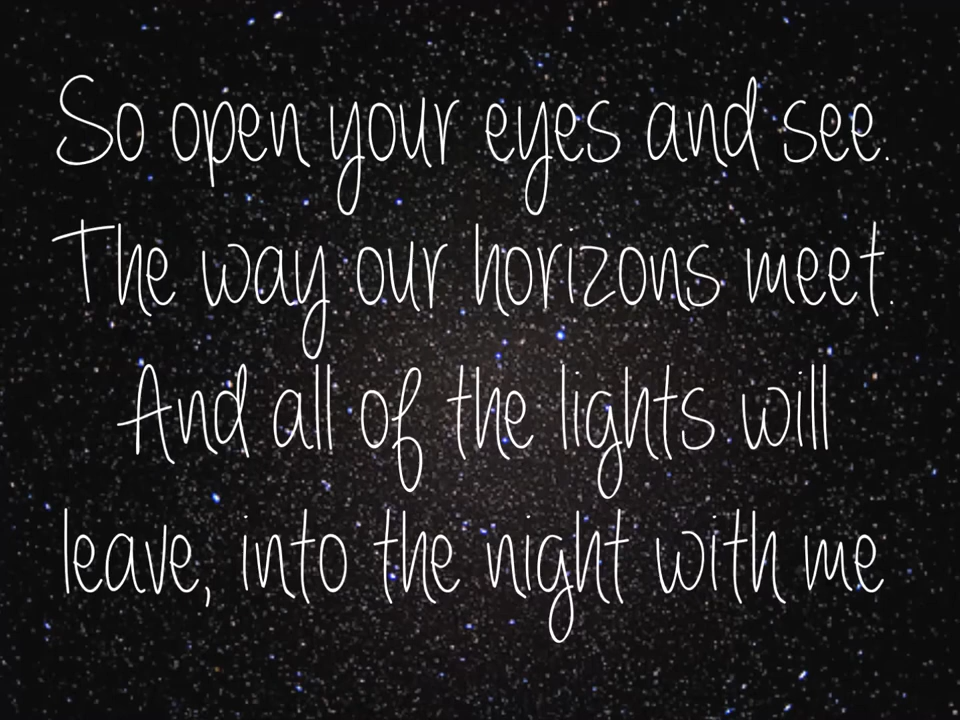 So open your eyes and see.
The way our horizons meet.
And all of the lights will
leave, into the night with me